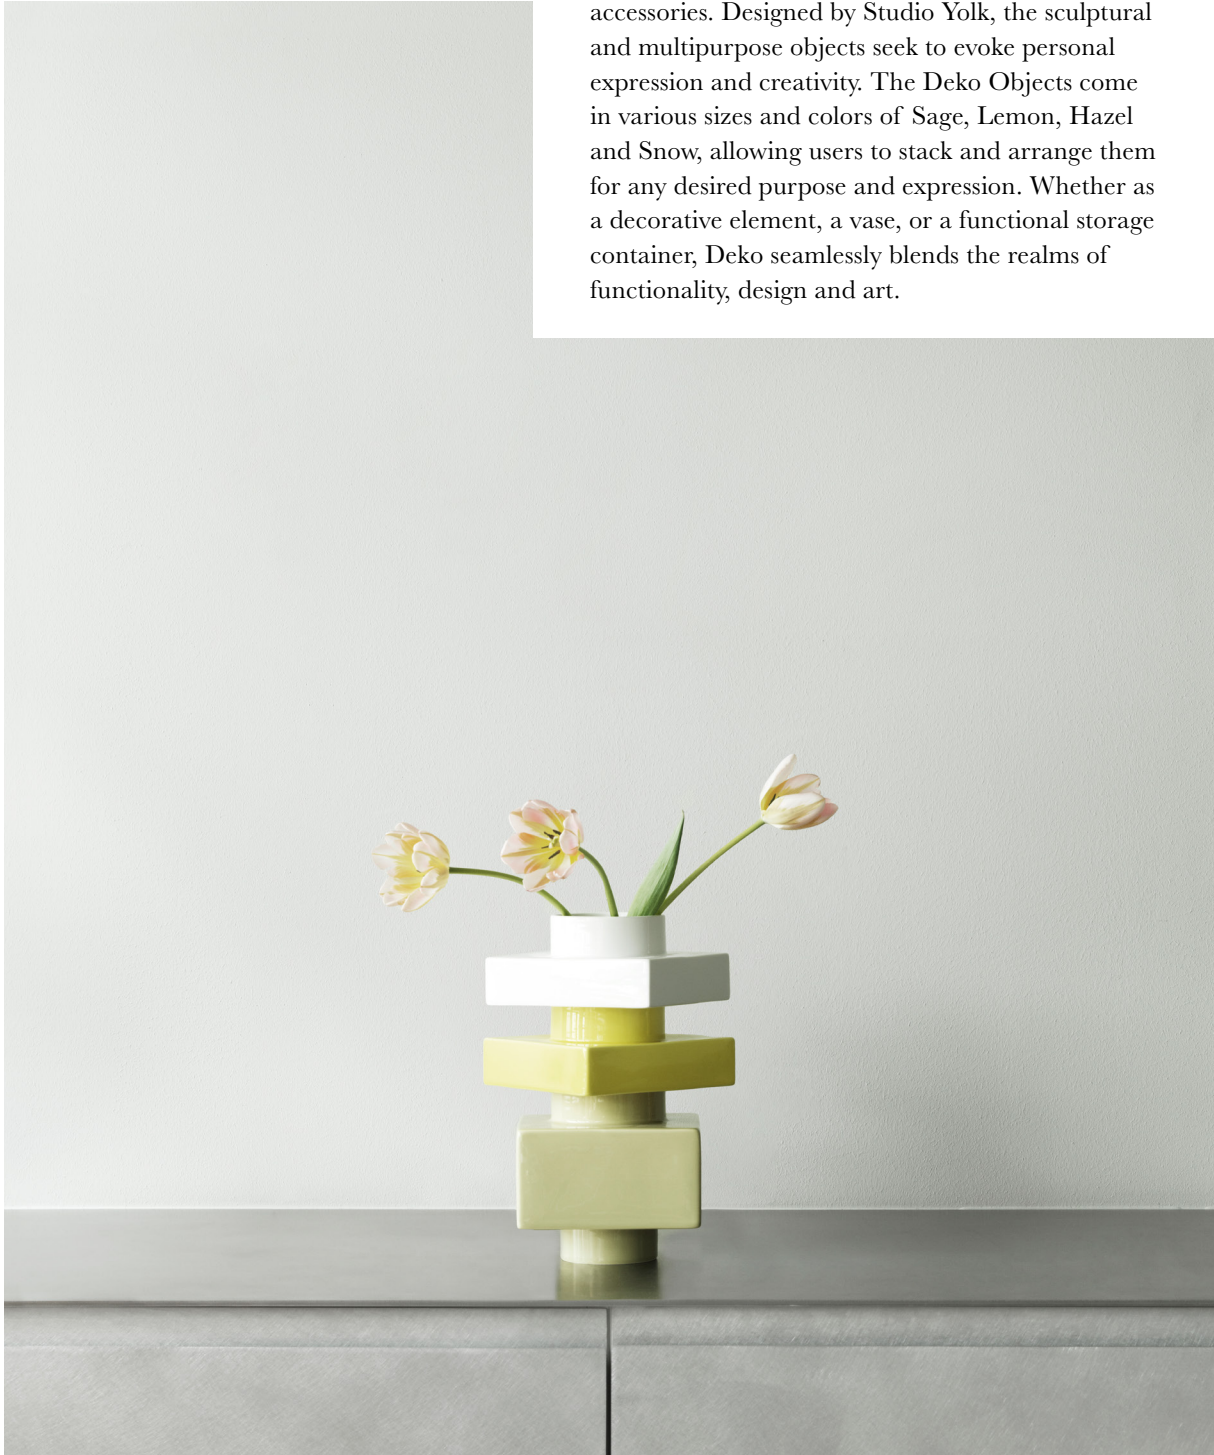 accessories. Designed by Studio Yolk, the sculptural
and multipurpose objects seek to evoke personal
expression and creativity. The Deko Objects come
in various sizes and colors of Sage, Lemon, Hazel
and Snow, allowing users to stack and arrange them
for any desired purpose and expression. Whether as
a decorative element, a vase, or a functional storage
container, Deko seamlessly blends the realms of
functionality, design and art.